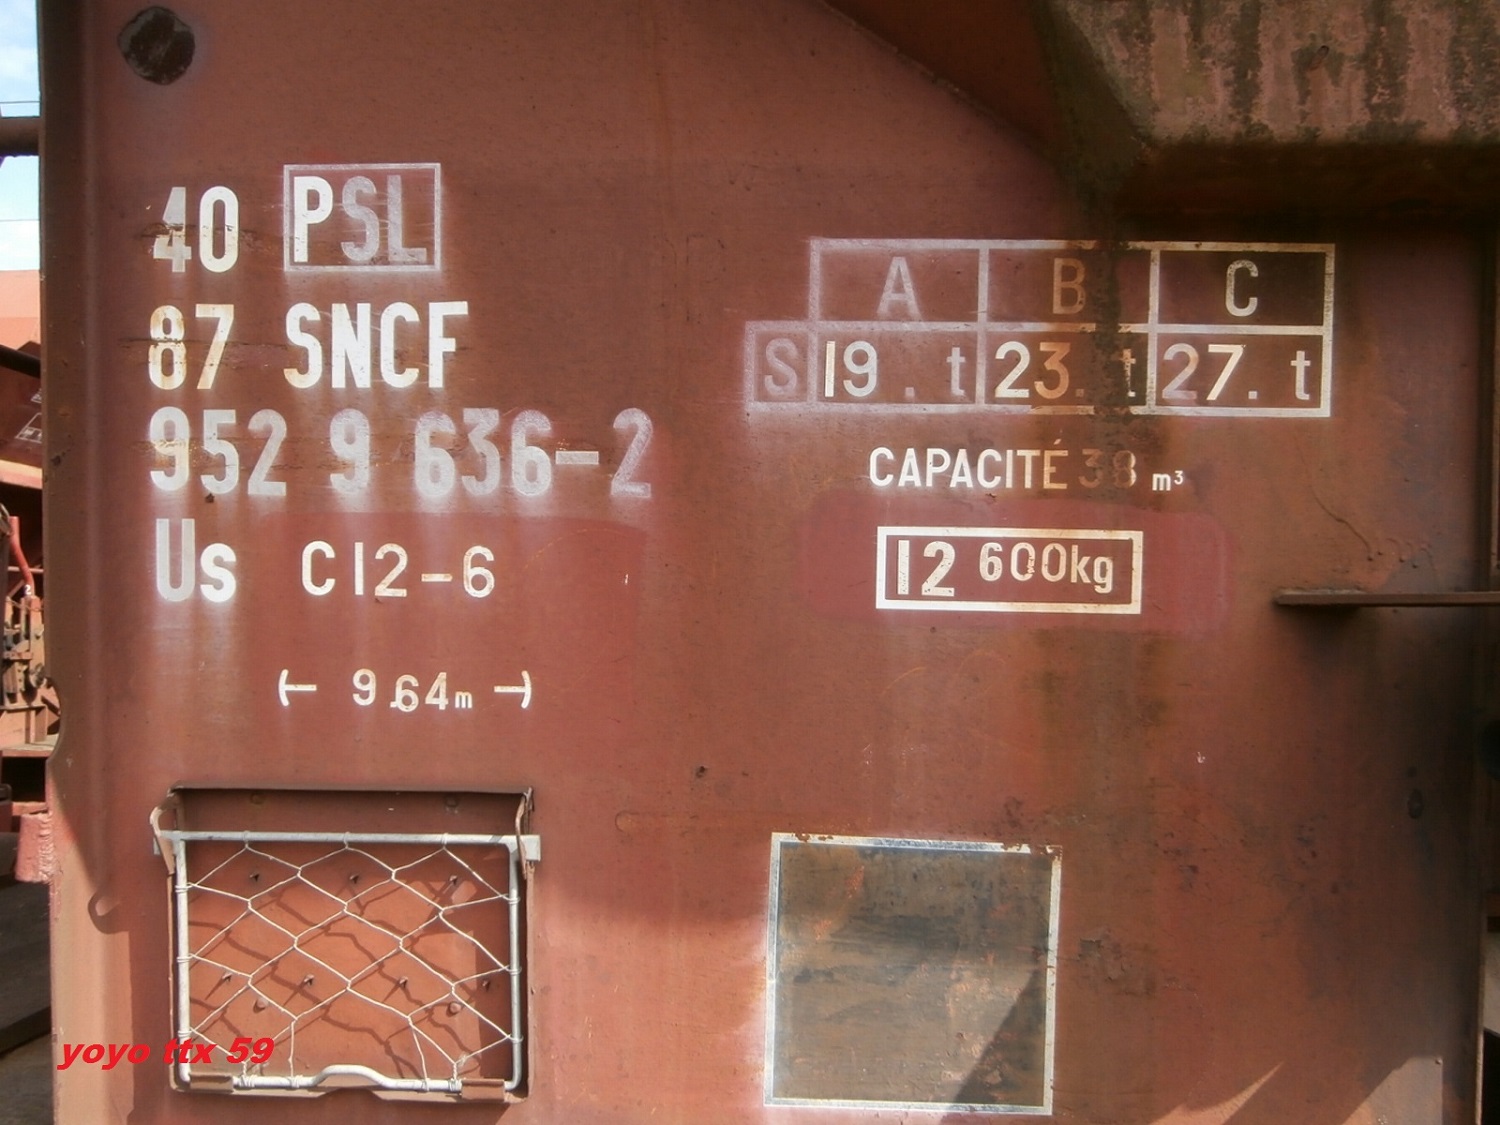 40 PSL
87 SNCF
952 9 636-2
Us C12-6
9.64m
A B C
S 19. t 23. t 27. t
CAPACITÉ 38 m³
12 600kg
yoyo ttx 59